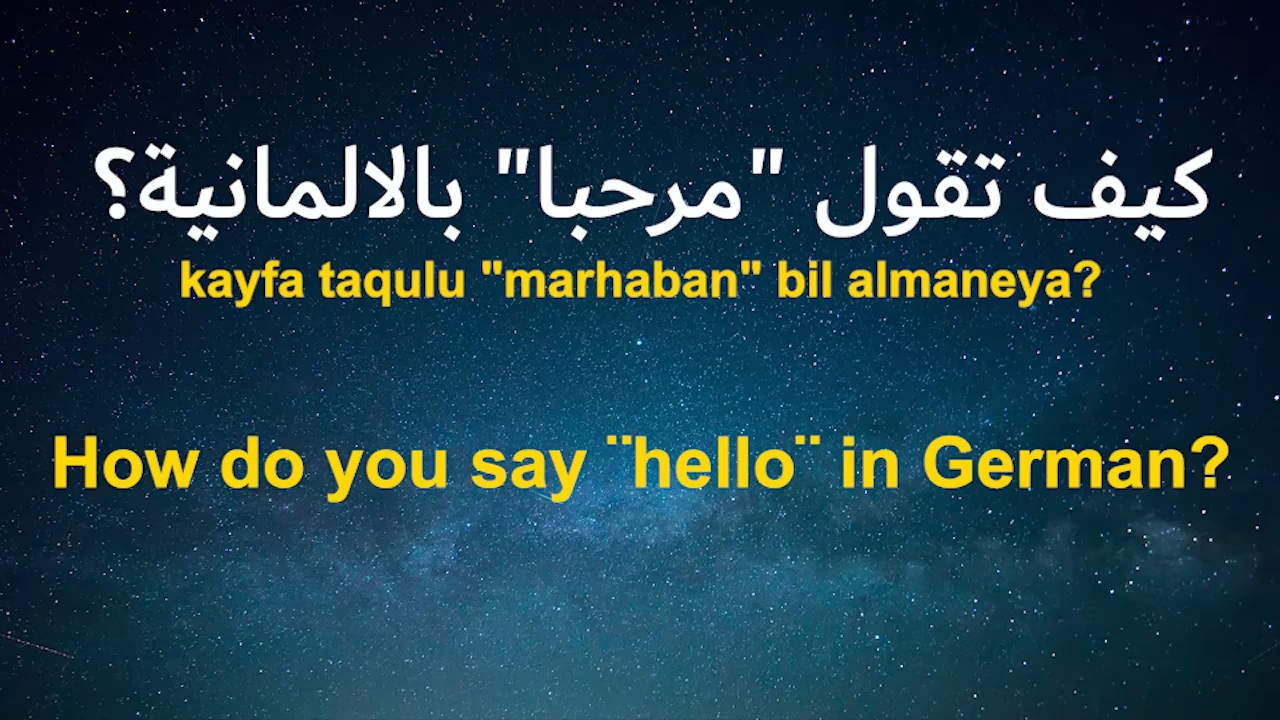 كيف تقول "مرحبا" بالالمانية؟
kayfa taqulu "marhaban" bil almaneya?
How do you say ¨hello¨ in German?